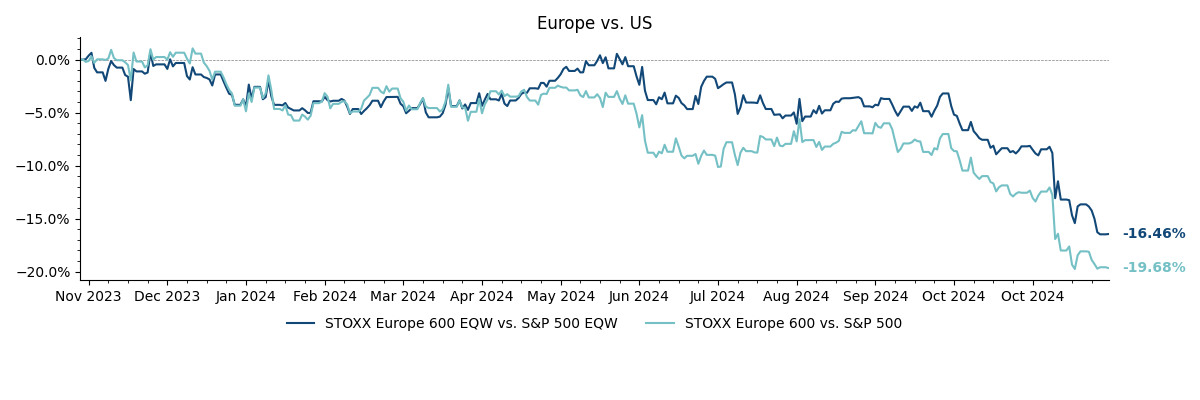 Europe vs. US
0.0%
−5.0%
−10.0%
−15.0%
−20.0%
-16.46%
-19.68%
Nov 2023 Dec 2023 Jan 2024 Feb 2024 Mar 2024 Apr 2024 May 2024 Jun 2024 Jul 2024 Aug 2024 Sep 2024 Oct 2024 Oct 2024
STOXX Europe 600 EQW vs. S&P 500 EQW STOXX Europe 600 vs. S&P 500